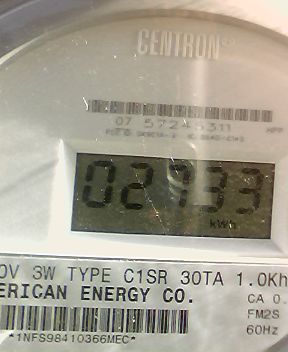 CENTRON®
07 57245311
02733
kWh
0V 3W TYPE C1SR 30TA 1.0Kh
ERICAN ENERGY CO.
CA 0.
FM2S
60Hz
*1NFS98410366MEC*